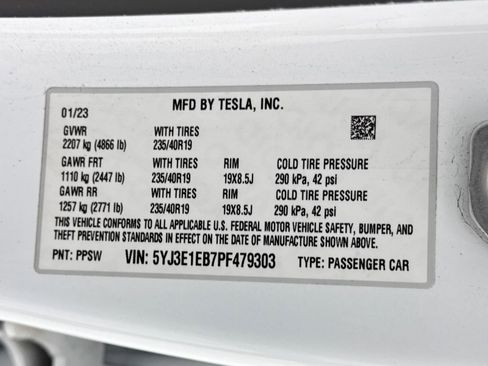 MFD BY TESLA, INC.
01/23
GVWR WITH TIRES
2207 kg (4866 lb) 235/40R19
GAWR FRT WITH TIRES RIM COLD TIRE PRESSURE
1110 kg (2447 lb) 235/40R19 19X8.5J 290 kPa, 42 psi
GAWR RR WITH TIRES RIM COLD TIRE PRESSURE
1257 kg (2771 lb) 235/40R19 19X8.5J 290 kPa, 42 psi
THIS VEHICLE CONFORMS TO ALL APPLICABLE U.S. FEDERAL MOTOR VEHICLE SAFETY, BUMPER, AND
THEFT PREVENTION STANDARDS IN EFFECT ON THE DATE OF MANUFACTURE SHOWN ABOVE.
PNT: PPSW VIN: 5YJ3E1EB7PF479303 TYPE: PASSENGER CAR